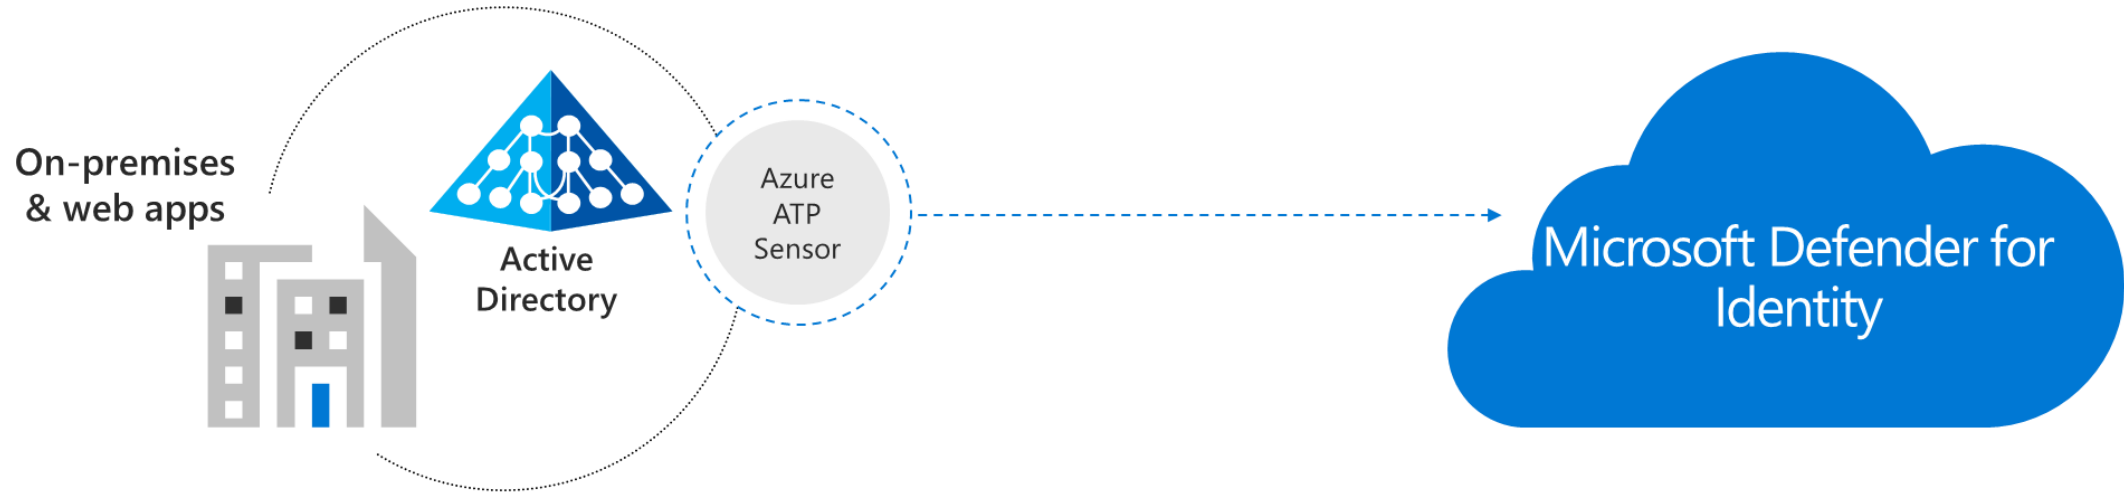 On-premises
& web apps
Active
Directory
Azure
ATP
Sensor
Microsoft Defender for
Identity